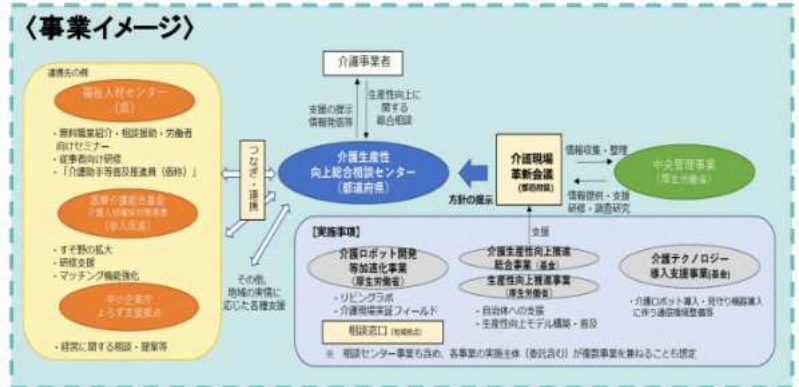 〈事業イメージ〉
連携先の例
福祉人材センター
(県)
・無料職業紹介・相談援助・労働者
向けセミナー
・従事者向け研修
・「介護助手等普及推進員（仮称）」
医療介護総合基金
介護人材確保対策事業
(参入促進)
・すそ野の拡大
・研修支援
・マッチング機能強化
中小企業庁
よろず支援拠点
・経営に関する相談・提案等
つなぎ・連携
その他、
地域の実情に
応じた各種支援
介護事業者
支援の提示
情報発信等
生産性向上に
関する
総合相談
介護生産性
向上総合相談センター
(都道府県)
方針の提示
介護現場
革新会議
(都道府県)
情報収集・整理
情報提供・支援
研修・調査研究
中央管理事業
(厚生労働省)
支援
【実施事項】
介護ロボット開発
等加速化事業
(厚生労働省)
・リビングラボ
・介護現場実証フィールド
相談窓口(地域拠点)
介護生産性向上推進
総合事業(基金)
生産性向上推進事業
(厚生労働省)
・自治体への支援
・生産性向上モデル構築・普及
介護テクノロジー
導入支援事業(基金)
・介護ロボット導入・見守り機器導入
に伴う通信環境整備等
※ 相談センター事業も含め、各事業の実施主体（委託含む）が複数事業を兼ねることも想定